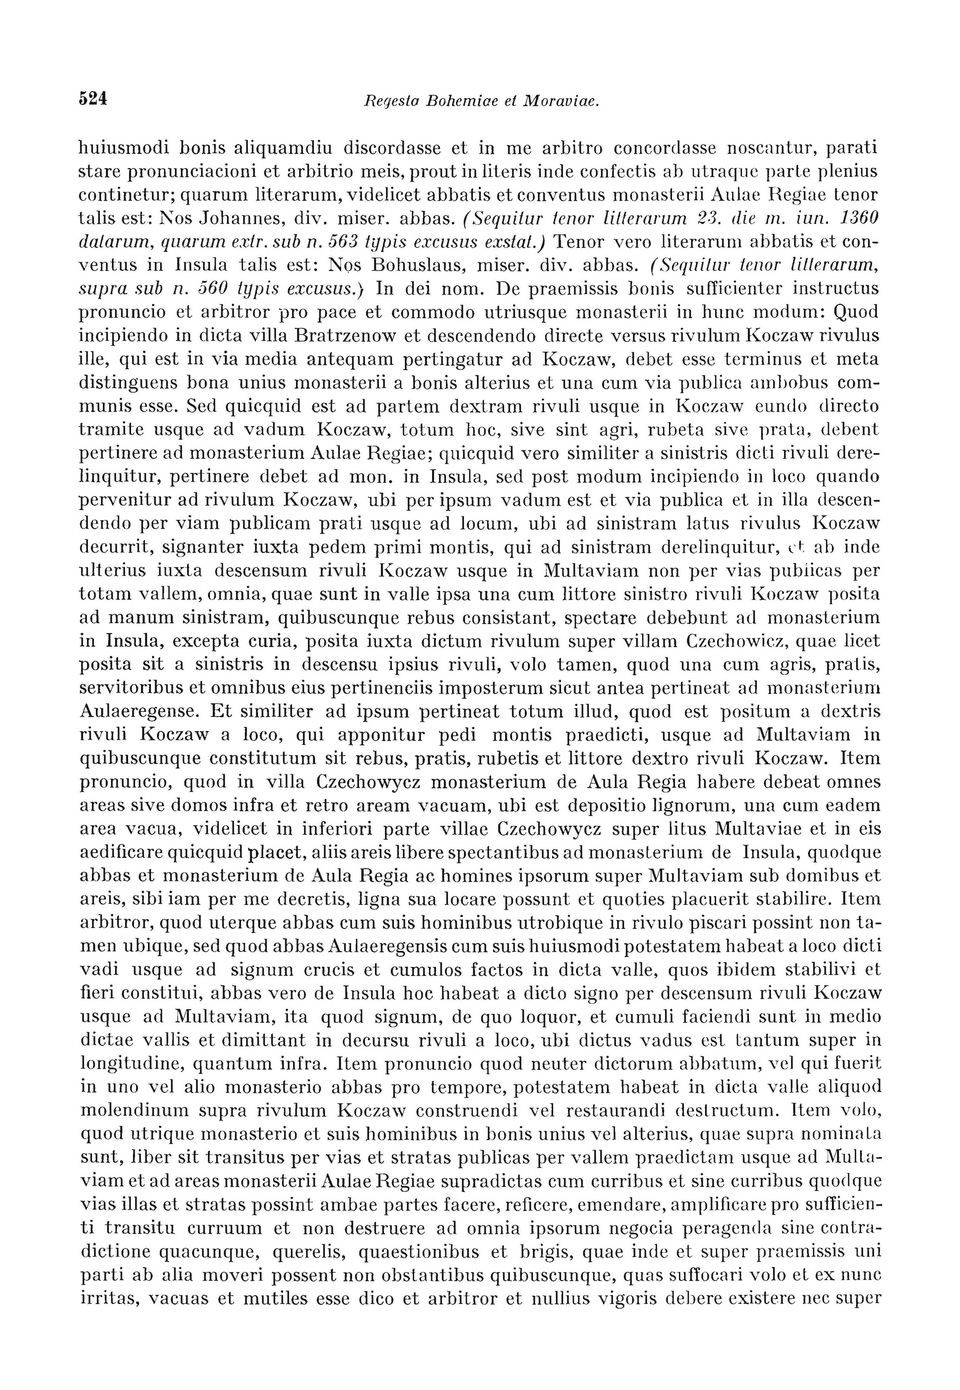 524 Regesta Bohemiae et Moraviae.
huiusmodi bonis aliquamdiu discordasse et in me arbitro concordasse noscantur, parati
stare pronunciacioni et arbitrio meis, prout in literis inde confectis ab utraque parte plenius
continetur; quarum literarum, videlicet abbatis et conventus monasterii Aulae Regiae tenor
talis est: Nos Johannes, div. miser. abbas. (Sequitur tenor litterarum 23. die m. iun. 1360
datarum, quarum extr. sub n. 563 typis excusus exstat.) Tenor vero literarum abbatis et con-
ventus in Insula talis est: Nos Bohuslaus, miser. div. abbas. (Sequitur tenor litterarum,
supra sub n. 560 typis excusus.) In dei nom. De praemissis bonis sufficienter instructus
pronuncio et arbitror pro pace et commodo utriusque monasterii in hunc modum: Quod
incipiendo in dicta villa Bratrzenow et descendendo directe versus rivulum Koczaw rivulus
ille, qui est in via media antequam pertingatur ad Koczaw, debet esse terminus et meta
distinguens bona unius monasterii a bonis alterius et una cum via publica ambobus com-
munis esse. Sed quicquid est ad partem dextram rivuli usque in Koczaw eundo directo
tramite usque ad vadum Koczaw, totum hoc, sive sint agri, rubeta sive prata, debent
pertinere ad monasterium Aulae Regiae; quicquid vero similiter a sinistris dicti rivuli dere-
linquitur, pertinere debet ad mon. in Insula, sed post modum incipiendo in loco quando
pervenitur ad rivulum Koczaw, ubi per ipsum vadum est et via publica et in illa descen-
dendo per viam publicam prati usque ad locum, ubi ad sinistram latus rivulus Koczaw
decurrit, signanter iuxta pedem primi montis, qui ad sinistram derelinquitur, et ab inde
ulterius iuxta descensum rivuli Koczaw usque in Multaviam non per vias publicas per
totam vallem, omnia, quae sunt in valle ipsa una cum littore sinistro rivuli Koczaw posita
ad manum sinistram, quibuscunque rebus consistant, spectare debebunt ad monasterium
in Insula, excepta curia, posita iuxta dictum rivulum super villam Czechowicz, quae licet
posita sit a sinistris in descensu ipsius rivuli, volo tamen, quod una cum agris, pratis,
servitoribus et omnibus eius pertinenciis imposterum sicut antea pertineat ad monasterium
Aulaeregense. Et similiter ad ipsum pertineat totum illud, quod est positum a dextris
rivuli Koczaw a loco, qui apponitur pedi montis praedicti, usque ad Multaviam in
quibuscunque constitutum sit rebus, pratis, rubetis et littore dextro rivuli Koczaw. Item
pronuncio, quod in villa Czechowycz monasterium de Aula Regia habere debeat omnes
areas sive domos infra et retro aream vacuam, ubi est depositio lignorum, una cum eadem
area vacua, videlicet in inferiori parte villae Czechowycz super litus Multaviae et in eis
aedificare quicquid placet, aliis areis libere spectantibus ad monasterium de Insula, quodque
abbas et monasterium de Aula Regia ac homines ipsorum super Multaviam sub domibus et
areis, sibi iam per me decretis, ligna sua locare possunt et quoties placuerit stabilire. Item
arbitror, quod uterque abbas cum suis hominibus utrobique in rivulo piscari possint non ta-
men ubique, sed quod abbas Aulaeregensis cum suis huiusmodi potestatem habeat a loco dicti
vadi usque ad signum crucis et cumulos factos in dicta valle, quos ibidem stabilivi et
fieri constitui, abbas vero de Insula hoc habeat a dicto signo per descensum rivuli Koczaw
usque ad Multaviam, ita quod signum, de quo loquor, et cumuli faciendi sunt in medio
dictae vallis et dimittant in decursu rivuli a loco, ubi dictus vadus est tantum super in
longitudine, quantum infra. Item pronuncio quod neuter dictorum abbatum, vel qui fuerit
in uno vel alio monasterio abbas pro tempore, potestatem habeat in dicta valle aliquod
molendinum supra rivulum Koczaw construendi vel restaurandi destructum. Item volo,
quod utrique monasterio et suis hominibus in bonis unius vel alterius, quae supra nominata
sunt, liber sit transitus per vias et stratas publicas per vallem praedictam usque ad Multa-
viam et ad areas monasterii Aulae Regiae supradictas cum curribus et sine curribus quodque
vias illas et stratas possint ambae partes facere, reficere, emendare, amplificare pro sufficien-
ti transitu curruum et non destruere ad omnia ipsorum negocia peragenda sine contra-
dictione quacunque, querelis, quaestionibus et brigis, quae inde et super praemissis uni
parti ab alia moveri possent non obstantibus quibuscunque, quas suffocari volo et ex nunc
irritas, vacuas et mutiles esse dico et arbitror et nullius vigoris debere existere nec super